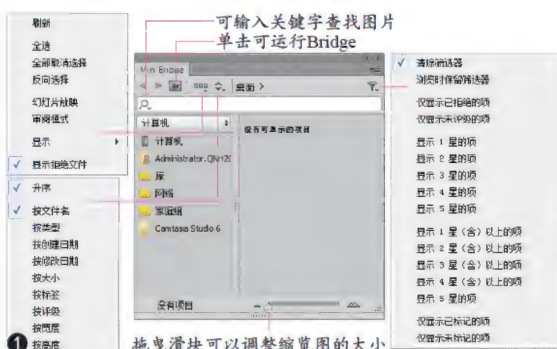 可输入关键字查找图片
单击可运行Bridge
刷新
全选
全部取消选择
反向选择
幻灯片放映
审阅模式
显示
显示拒绝文件
升序
按文件名
按类型
按创建日期
按修改日期
按大小
按标签
按评级
按宽度
按高度
Mini Bridge
桌面 >
计算机
计算机
Administrator.QNH20
库
网络
家庭组
Camtasia Studio 6
没有可显示的项目
没有项目
清除筛选器
浏览时保留筛选器
仅显示已拒绝的项
仅显示未评级的项
显示 1 星的项
显示 2 星的项
显示 3 星的项
显示 4 星的项
显示 5 星的项
显示 1 星（含）以上的项
显示 2 星（含）以上的项
显示 3 星（含）以上的项
显示 4 星（含）以上的项
显示 5 星的项
仅显示已标记的项
仅显示未标记的项
1
拖曳滑块可以调整缩览图的大小